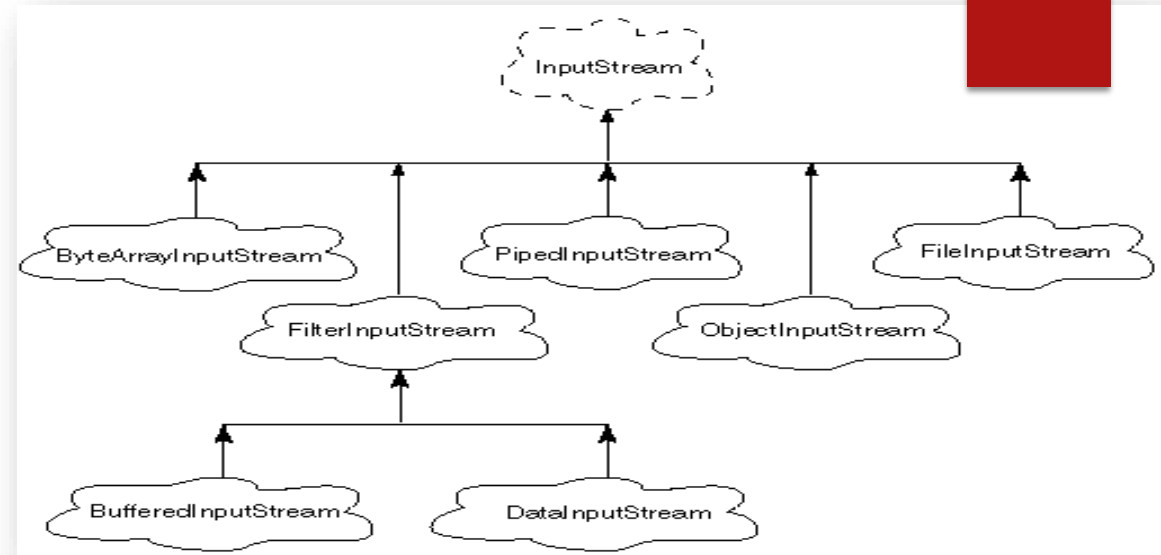 InputStream
ByteArrayInputStream
PipedInputStream
FileInputStream
FilterInputStream
ObjectInputStream
BufferedInputStream
DataInputStream